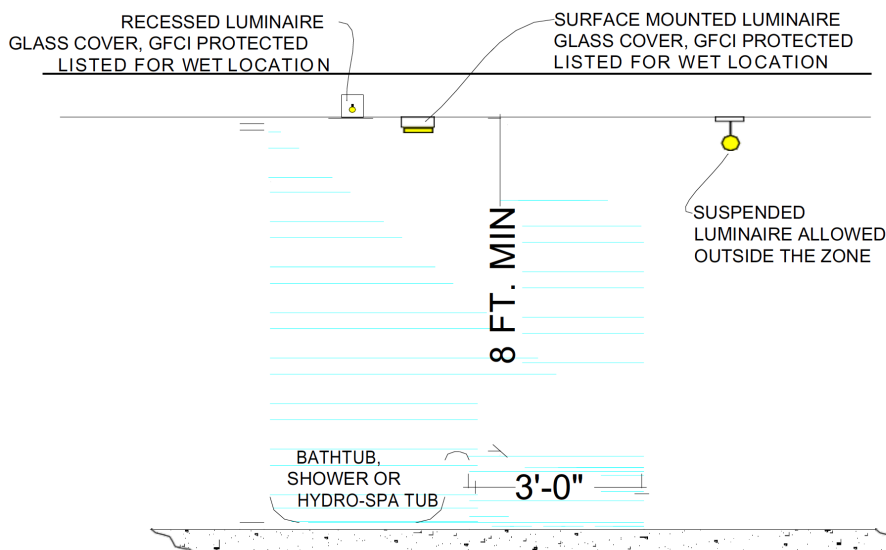 RECESSED LUMINAIRE
GLASS COVER, GFCI PROTECTED
LISTED FOR WET LOCATION
SURFACE MOUNTED LUMINAIRE
GLASS COVER, GFCI PROTECTED
LISTED FOR WET LOCATION
SUSPENDED
LUMINAIRE ALLOWED
OUTSIDE THE ZONE
8 FT. MIN
BATHTUB,
SHOWER OR
HYDRO-SPA TUB
3'-0"